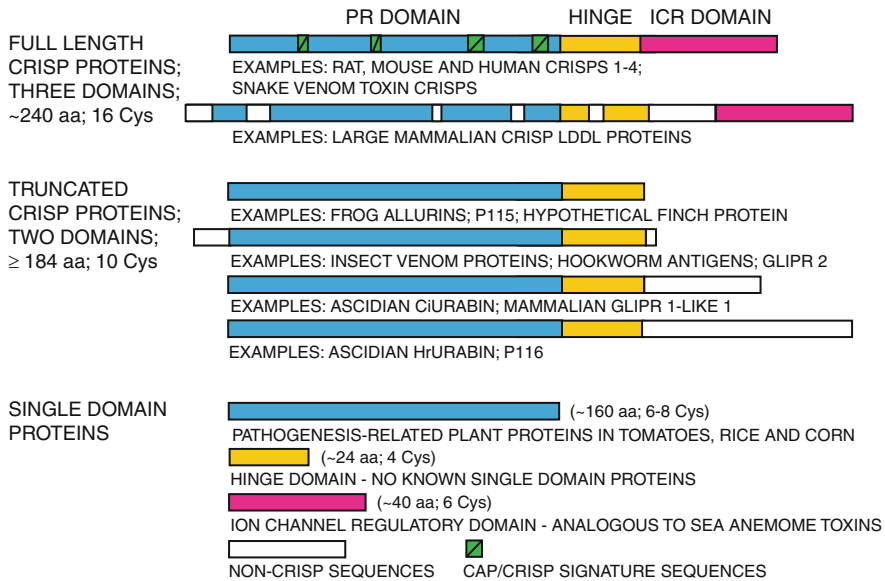 PR DOMAIN HINGE ICR DOMAIN
FULL LENGTH
CRISP PROTEINS;
THREE DOMAINS;
~240 aa; 16 Cys
EXAMPLES: RAT, MOUSE AND HUMAN CRISPS 1-4;
SNAKE VENOM TOXIN CRISPS
EXAMPLES: LARGE MAMMALIAN CRISP LDDL PROTEINS
TRUNCATED
CRISP PROTEINS;
TWO DOMAINS;
≥ 184 aa; 10 Cys
EXAMPLES: FROG ALLURINS; P115; HYPOTHETICAL FINCH PROTEIN
EXAMPLES: INSECT VENOM PROTEINS; HOOKWORM ANTIGENS; GLIPR 2
EXAMPLES: ASCIDIAN CiURABIN; MAMMALIAN GLIPR 1-LIKE 1
EXAMPLES: ASCIDIAN HrURABIN; P116
SINGLE DOMAIN
PROTEINS
(~160 aa; 6-8 Cys)
PATHOGENESIS-RELATED PLANT PROTEINS IN TOMATOES, RICE AND CORN
(~24 aa; 4 Cys)
HINGE DOMAIN - NO KNOWN SINGLE DOMAIN PROTEINS
(~40 aa; 6 Cys)
ION CHANNEL REGULATORY DOMAIN - ANALOGOUS TO SEA ANEMOME TOXINS
NON-CRISP SEQUENCES CAP/CRISP SIGNATURE SEQUENCES